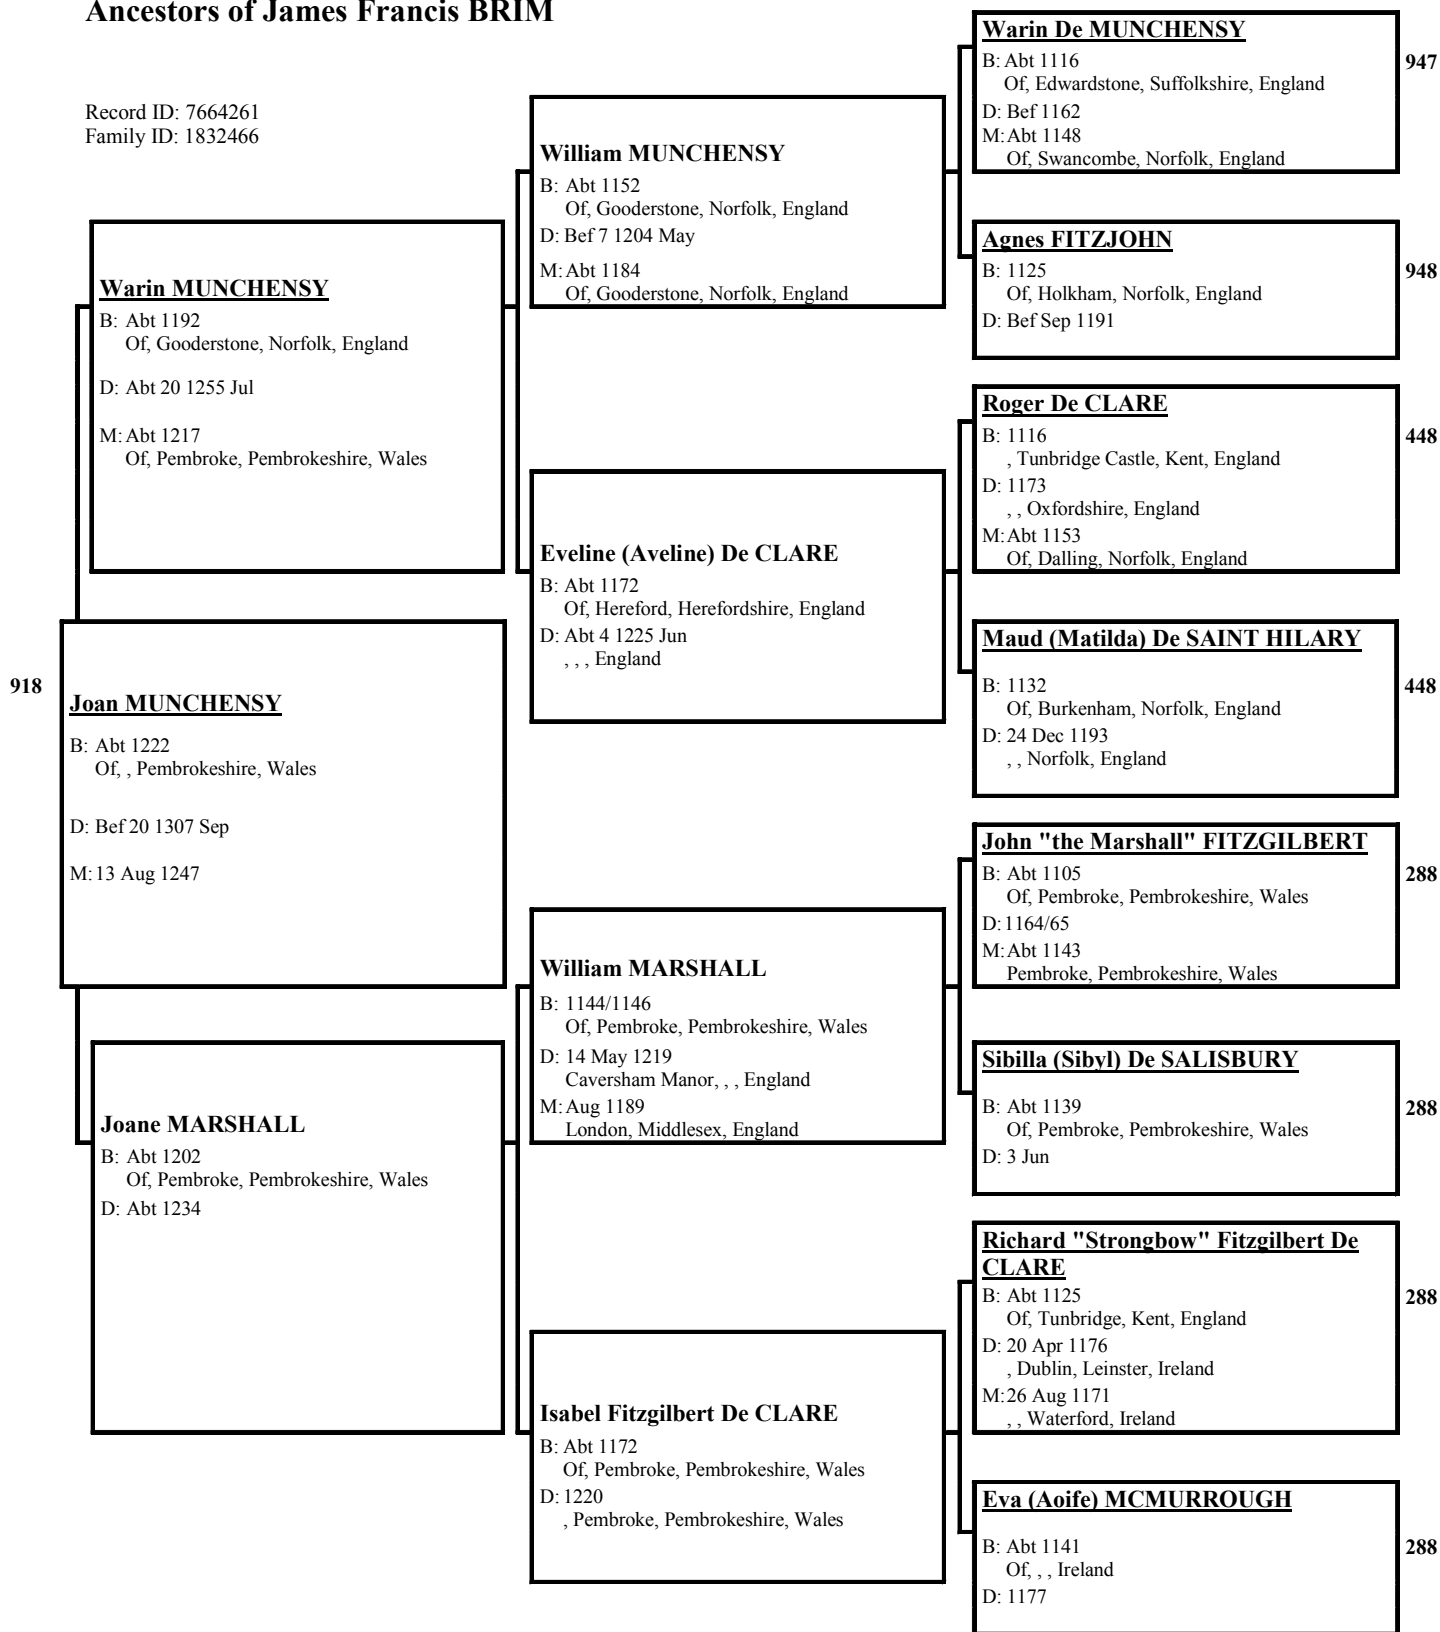 Ancestors of James Francis BRIM
Record ID: 7664261
Family ID: 1832466
918
Joan MUNCHENSY
B: Abt 1222
Of, , Pembrokeshire, Wales
D: Bef 20 1307 Sep
M: 13 Aug 1247
Warin MUNCHENSY
B: Abt 1192
Of, Gooderstone, Norfolk, England
D: Abt 20 1255 Jul
M: Abt 1217
Of, Pembroke, Pembrokeshire, Wales
Joane MARSHALL
B: Abt 1202
Of, Pembroke, Pembrokeshire, Wales
D: Abt 1234
William MUNCHENSY
B: Abt 1152
Of, Gooderstone, Norfolk, England
D: Bef 7 1204 May
M: Abt 1184
Of, Gooderstone, Norfolk, England
Eveline (Aveline) De CLARE
B: Abt 1172
Of, Hereford, Herefordshire, England
D: Abt 4 1225 Jun
, , , England
William MARSHALL
B: 1144/1146
Of, Pembroke, Pembrokeshire, Wales
D: 14 May 1219
Caversham Manor, , , England
M: Aug 1189
London, Middlesex, England
Isabel Fitzgilbert De CLARE
B: Abt 1172
Of, Pembroke, Pembrokeshire, Wales
D: 1220
, Pembroke, Pembrokeshire, Wales
Warin De MUNCHENSY
947
B: Abt 1116
Of, Edwardstone, Suffolkshire, England
D: Bef 1162
M: Abt 1148
Of, Swancombe, Norfolk, England
Agnes FITZJOHN
948
B: 1125
Of, Holkham, Norfolk, England
D: Bef Sep 1191
Roger De CLARE
448
B: 1116
, Tunbridge Castle, Kent, England
D: 1173
, , Oxfordshire, England
M: Abt 1153
Of, Dalling, Norfolk, England
Maud (Matilda) De SAINT HILARY
448
B: 1132
Of, Burkenham, Norfolk, England
D: 24 Dec 1193
, , Norfolk, England
John "the Marshall" FITZGILBERT
288
B: Abt 1105
Of, Pembroke, Pembrokeshire, Wales
D: 1164/65
M: Abt 1143
Pembroke, Pembrokeshire, Wales
Sibilla (Sibyl) De SALISBURY
288
B: Abt 1139
Of, Pembroke, Pembrokeshire, Wales
D: 3 Jun
Richard "Strongbow" Fitzgilbert De
CLARE
288
B: Abt 1125
Of, Tunbridge, Kent, England
D: 20 Apr 1176
, Dublin, Leinster, Ireland
M: 26 Aug 1171
, , Waterford, Ireland
Eva (Aoife) MCMURROUGH
288
B: Abt 1141
Of, , , Ireland
D: 1177